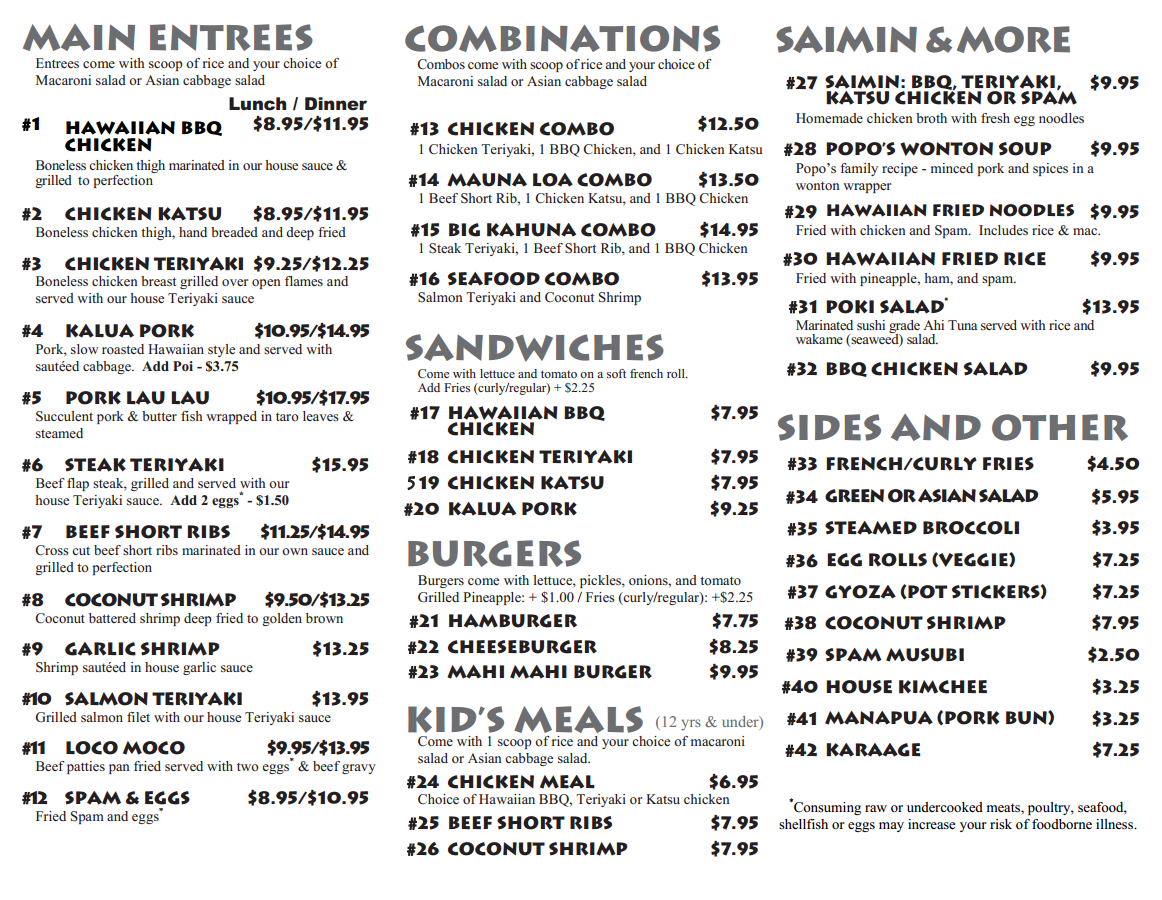 MAIN ENTREES
Entrees come with scoop of rice and your choice of
Macaroni salad or Asian cabbage salad
Lunch / Dinner
#1 HAWAIIAN BBQ $8.95/$11.95
CHICKEN
Boneless chicken thigh marinated in our house sauce &
grilled to perfection
#2 CHICKEN KATSU $8.95/$11.95
Boneless chicken thigh, hand breaded and deep fried
#3 CHICKEN TERIYAKI $9.25/$12.25
Boneless chicken breast grilled over open flames and
served with our house Teriyaki sauce
#4 KALUA PORK $10.95/$14.95
Pork, slow roasted Hawaiian style and served with
sautéed cabbage. Add Poi - $3.75
#5 PORK LAU LAU $10.95/$17.95
Succulent pork & butter fish wrapped in taro leaves &
steamed
#6 STEAK TERIYAKI $15.95
Beef flap steak, grilled and served with our
house Teriyaki sauce. Add 2 eggs* - $1.50
#7 BEEF SHORT RIBS $11.25/$14.95
Cross cut beef short ribs marinated in our own sauce and
grilled to perfection
#8 COCONUT SHRIMP $9.50/$13.25
Coconut battered shrimp deep fried to golden brown
#9 GARLIC SHRIMP $13.25
Shrimp sautéed in house garlic sauce
#10 SALMON TERIYAKI $13.95
Grilled salmon filet with our house Teriyaki sauce
#11 LOCO MOCO $9.95/$13.95
Beef patties pan fried served with two eggs* & beef gravy
#12 SPAM & EGGS $8.95/$10.95
Fried Spam and eggs*
COMBINATIONS
Combos come with scoop of rice and your choice of
Macaroni salad or Asian cabbage salad
#13 CHICKEN COMBO $12.50
1 Chicken Teriyaki, 1 BBQ Chicken, and 1 Chicken Katsu
#14 MAUNA LOA COMBO $13.50
1 Beef Short Rib, 1 Chicken Katsu, and 1 BBQ Chicken
#15 BIG KAHUNA COMBO $14.95
1 Steak Teriyaki, 1 Beef Short Rib, and 1 BBQ Chicken
#16 SEAFOOD COMBO $13.95
Salmon Teriyaki and Coconut Shrimp
SANDWICHES
Come with lettuce and tomato on a soft french roll.
Add Fries (curly/regular) + $2.25
#17 HAWAIIAN BBQ $7.95
CHICKEN
#18 CHICKEN TERIYAKI $7.95
519 CHICKEN KATSU $7.95
#20 KALUA PORK $9.25
BURGERS
Burgers come with lettuce, pickles, onions, and tomato
Grilled Pineapple: + $1.00 / Fries (curly/regular): +$2.25
#21 HAMBURGER $7.75
#22 CHEESEBURGER $8.25
#23 MAHI MAHI BURGER $9.95
KID'S MEALS (12 yrs & under)
Come with 1 scoop of rice and your choice of macaroni
salad or Asian cabbage salad.
#24 CHICKEN MEAL $6.95
Choice of Hawaiian BBQ, Teriyaki or Katsu chicken
#25 BEEF SHORT RIBS $7.95
#26 COCONUT SHRIMP $7.95
SAIMIN & MORE
#27 SAIMIN: BBQ, TERIYAKI, $9.95
KATSU CHICKEN OR SPAM
Homemade chicken broth with fresh egg noodles
#28 POPO'S WONTON SOUP $9.95
Popo's family recipe - minced pork and spices in a
wonton wrapper
#29 HAWAIIAN FRIED NOODLES $9.95
Fried with chicken and Spam. Includes rice & mac.
#30 HAWAIIAN FRIED RICE $9.95
Fried with pineapple, ham, and spam.
#31 POKI SALAD* $13.95
Marinated sushi grade Ahi Tuna served with rice and
wakame (seaweed) salad.
#32 BBQ CHICKEN SALAD $9.95
SIDES AND OTHER
#33 FRENCH/CURLY FRIES $4.50
#34 GREEN OR ASIAN SALAD $5.95
#35 STEAMED BROCCOLI $3.95
#36 EGG ROLLS (VEGGIE) $7.25
#37 GYOZA (POT STICKERS) $7.25
#38 COCONUT SHRIMP $7.95
#39 SPAM MUSUBI $2.50
#40 HOUSE KIMCHEE $3.25
#41 MANAPUA (PORK BUN) $3.25
#42 KARAAGE $7.25
*Consuming raw or undercooked meats, poultry, seafood,
shellfish or eggs may increase your risk of foodborne illness.